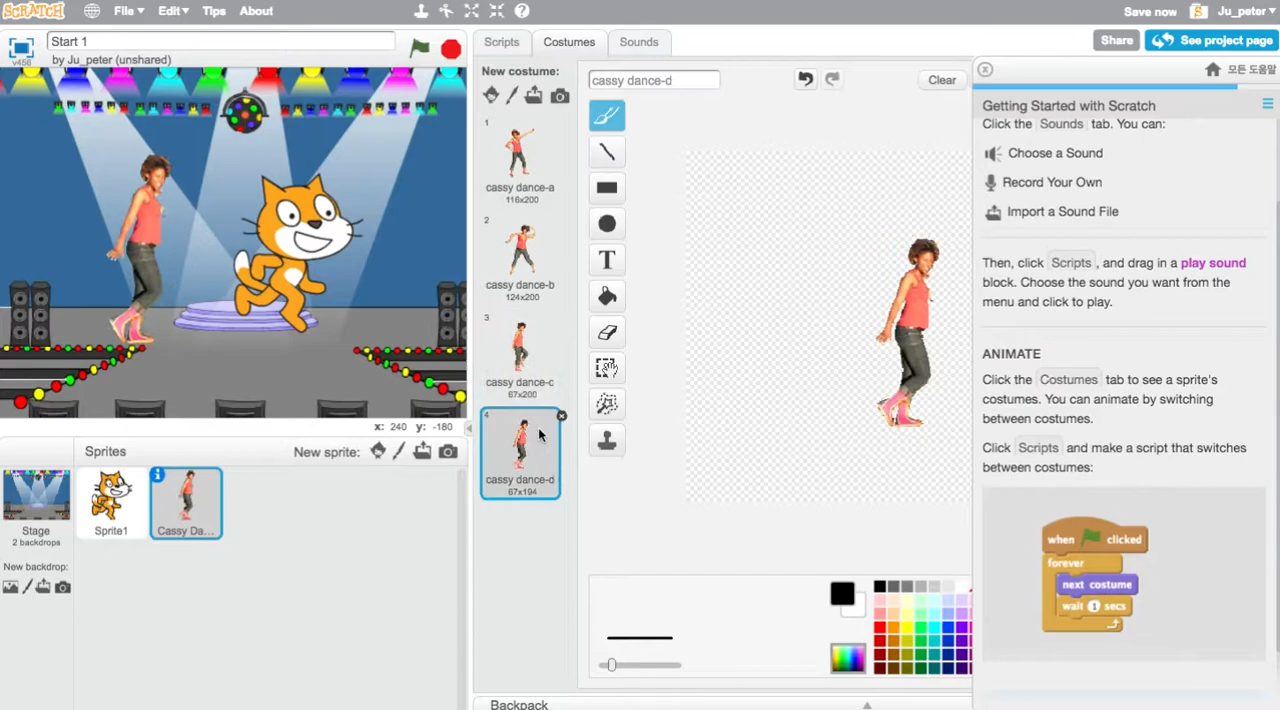 SCRATCH File▾ Edit▾ Tips About Save now Ju_peter▾
Start 1
by Ju_peter (unshared)
v456
Scripts Costumes Sounds
Share See project page
New costume:
cassy dance-d
Clear
1
cassy dance-a
116x200
2
cassy dance-b
124x200
3
cassy dance-c
67x200
4
cassy dance-d
67x194
T
x: 240 y: -180
Sprites New sprite:
Stage
2 backdrops
New backdrop:
Sprite1
Cassy Da...
Backpack
모든 도움말
Getting Started with Scratch
Click the Sounds tab. You can:
Choose a Sound
Record Your Own
Import a Sound File
Then, click Scripts , and drag in a play sound
block. Choose the sound you want from the
menu and click to play.
ANIMATE
Click the Costumes tab to see a sprite's
costumes. You can animate by switching
between costumes.
Click Scripts and make a script that switches
between costumes:
when clicked
forever
next costume
wait 1 secs